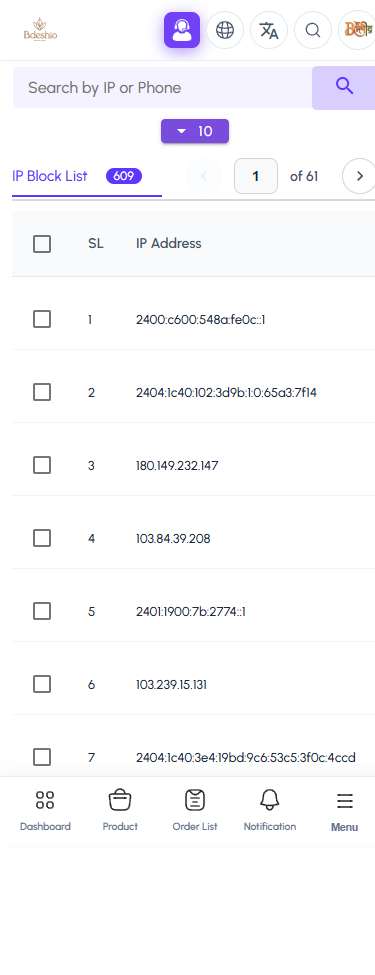 Bdeshio
Search by IP or Phone
10
IP Block List 609 1 of 61
SL IP Address
1 2400:c600:548a:fe0c::1
2 2404:1c40:102:3d9b:1:0:65a3:7f14
3 180.149.232.147
4 103.84.39.208
5 2401:1900:7b:2774::1
6 103.239.15.131
7 2404:1c40:3e4:19bd:9c6:53c5:3f0c:4ccd
Dashboard Product Order List Notification Menu